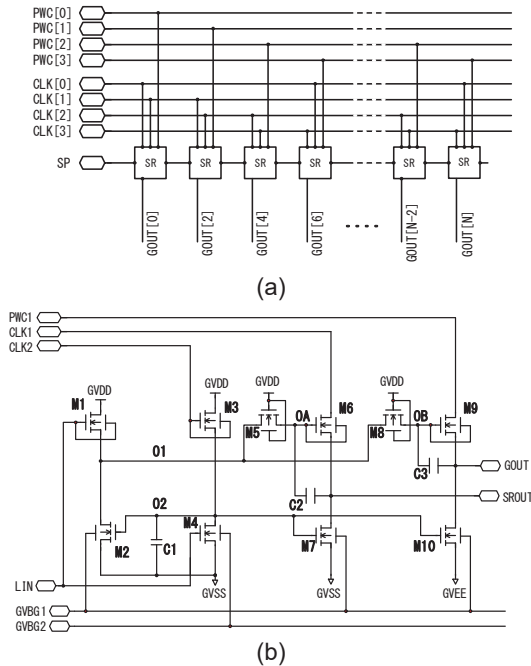 PWC[0]
PWC[1]
PWC[2]
PWC[3]
CLK[0]
CLK[1]
CLK[2]
CLK[3]
SP SR SR SR SR SR SR
GOUT[0] GOUT[2] GOUT[4] GOUT[6] GOUT[N-2] GOUT[N]
(a)
PWC1
CLK1
CLK2
M1 GVDD GVDD M3 GVDD OA M6 GVDD OB M9
M5 M8
O1 C3 GOUT
O2 C2 SROUT
M2 C1 M4 M7 M10
LIN GVSS GVSS GVEE
GVBG1
GVBG2
(b)